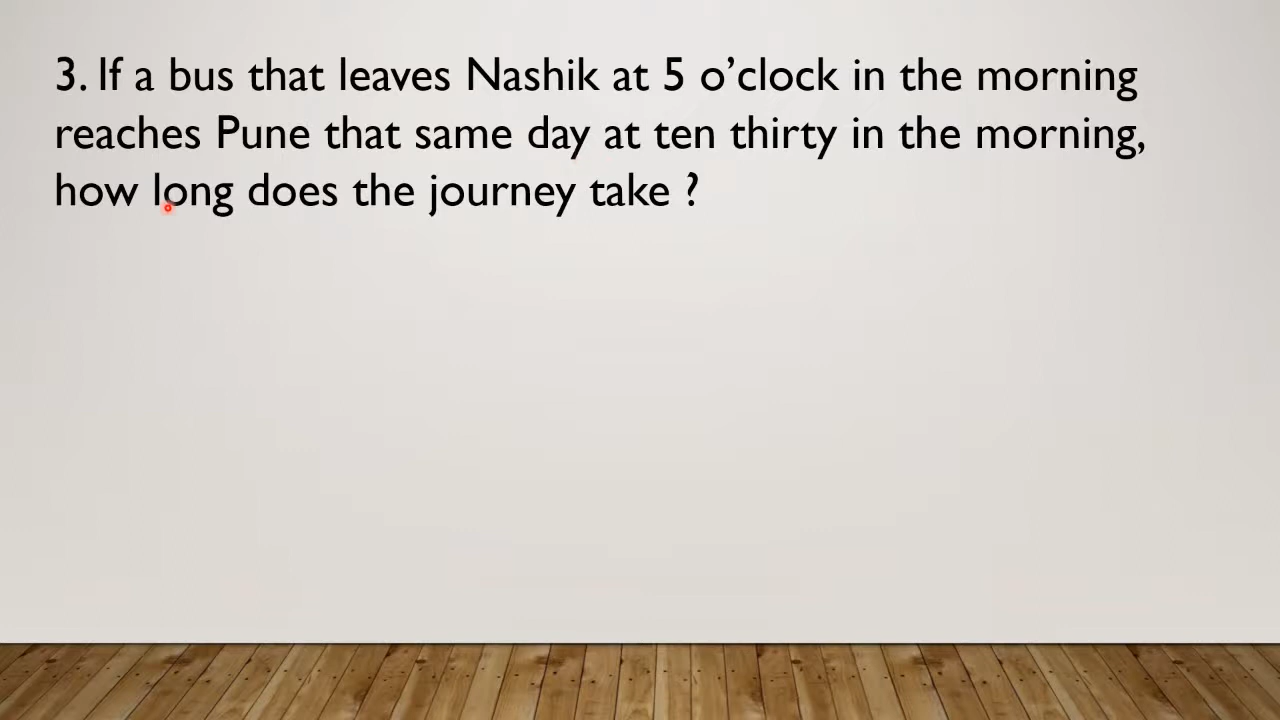 3. If a bus that leaves Nashik at 5 o’clock in the morning
reaches Pune that same day at ten thirty in the morning,
how long does the journey take ?